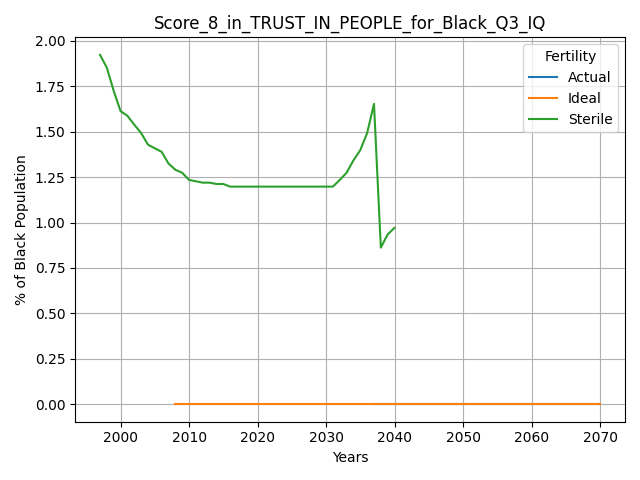 Score_8_in_TRUST_IN_PEOPLE_for_Black_Q3_IQ
2.00
1.75
1.50
1.25
1.00
0.75
0.50
0.25
0.00
% of Black Population
Fertility
Actual
Ideal
Sterile
2000 2010 2020 2030 2040 2050 2060 2070
Years